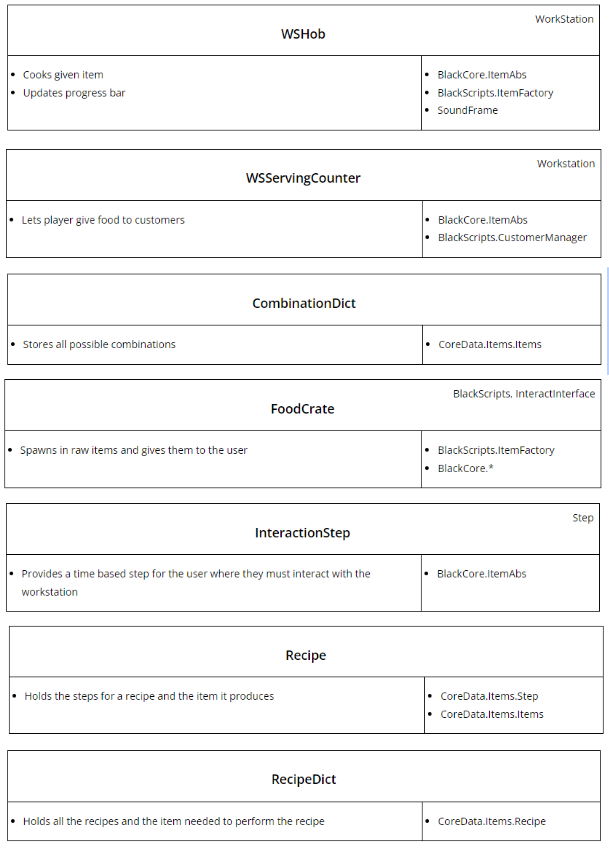 WorkStation
WSHob
Cooks given item
Updates progress bar
BlackCore.ItemAbs
BlackScripts.ItemFactory
SoundFrame
Workstation
WSServingCounter
Lets player give food to customers
BlackCore.ItemAbs
BlackScripts.CustomerManager
CombinationDict
Stores all possible combinations
CoreData.Items.Items
BlackScripts. InteractInterface
FoodCrate
Spawns in raw items and gives them to the user
BlackScripts.ItemFactory
BlackCore.*
Step
InteractionStep
Provides a time based step for the user where they must interact with the
workstation
BlackCore.ItemAbs
Recipe
Holds the steps for a recipe and the item it produces
CoreData.Items.Step
CoreData.Items.Items
RecipeDict
Holds all the recipes and the item needed to perform the recipe
CoreData.Items.Recipe